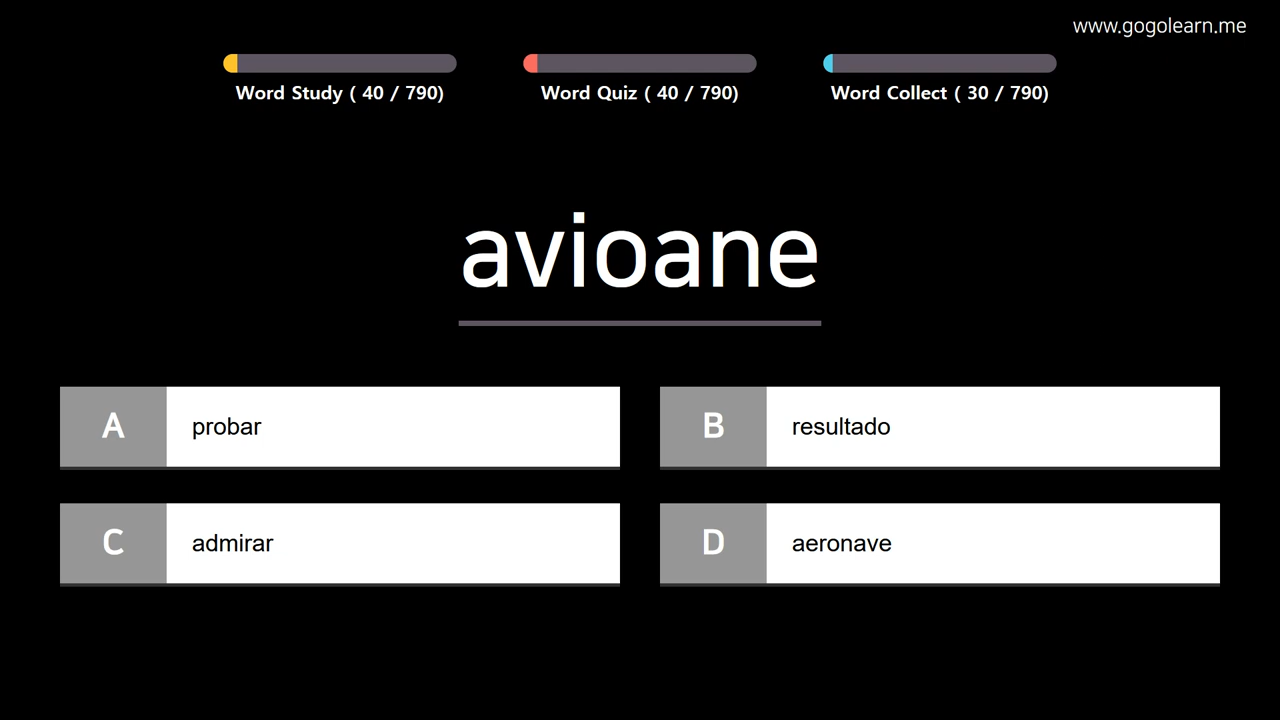 www.gogolearn.me
Word Study ( 40 / 790)
Word Quiz ( 40 / 790)
Word Collect ( 30 / 790)
avioane
A probar
B resultado
C admirar
D aeronave